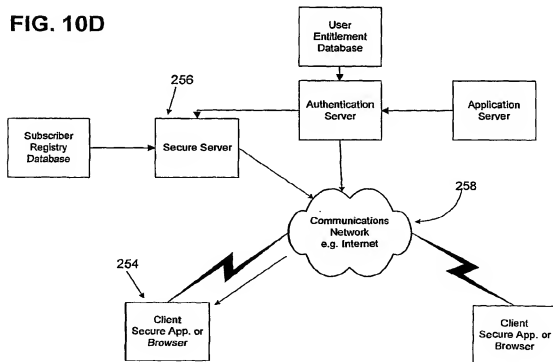 FIG. 10D
User
Entitlement
Database
256
Authentication
Server
Application
Server
Subscriber
Registry
Database
Secure Server
258
Communications
Network
e.g. Internet
254
Client
Secure App. or
Browser
Client
Secure App. or
Browser